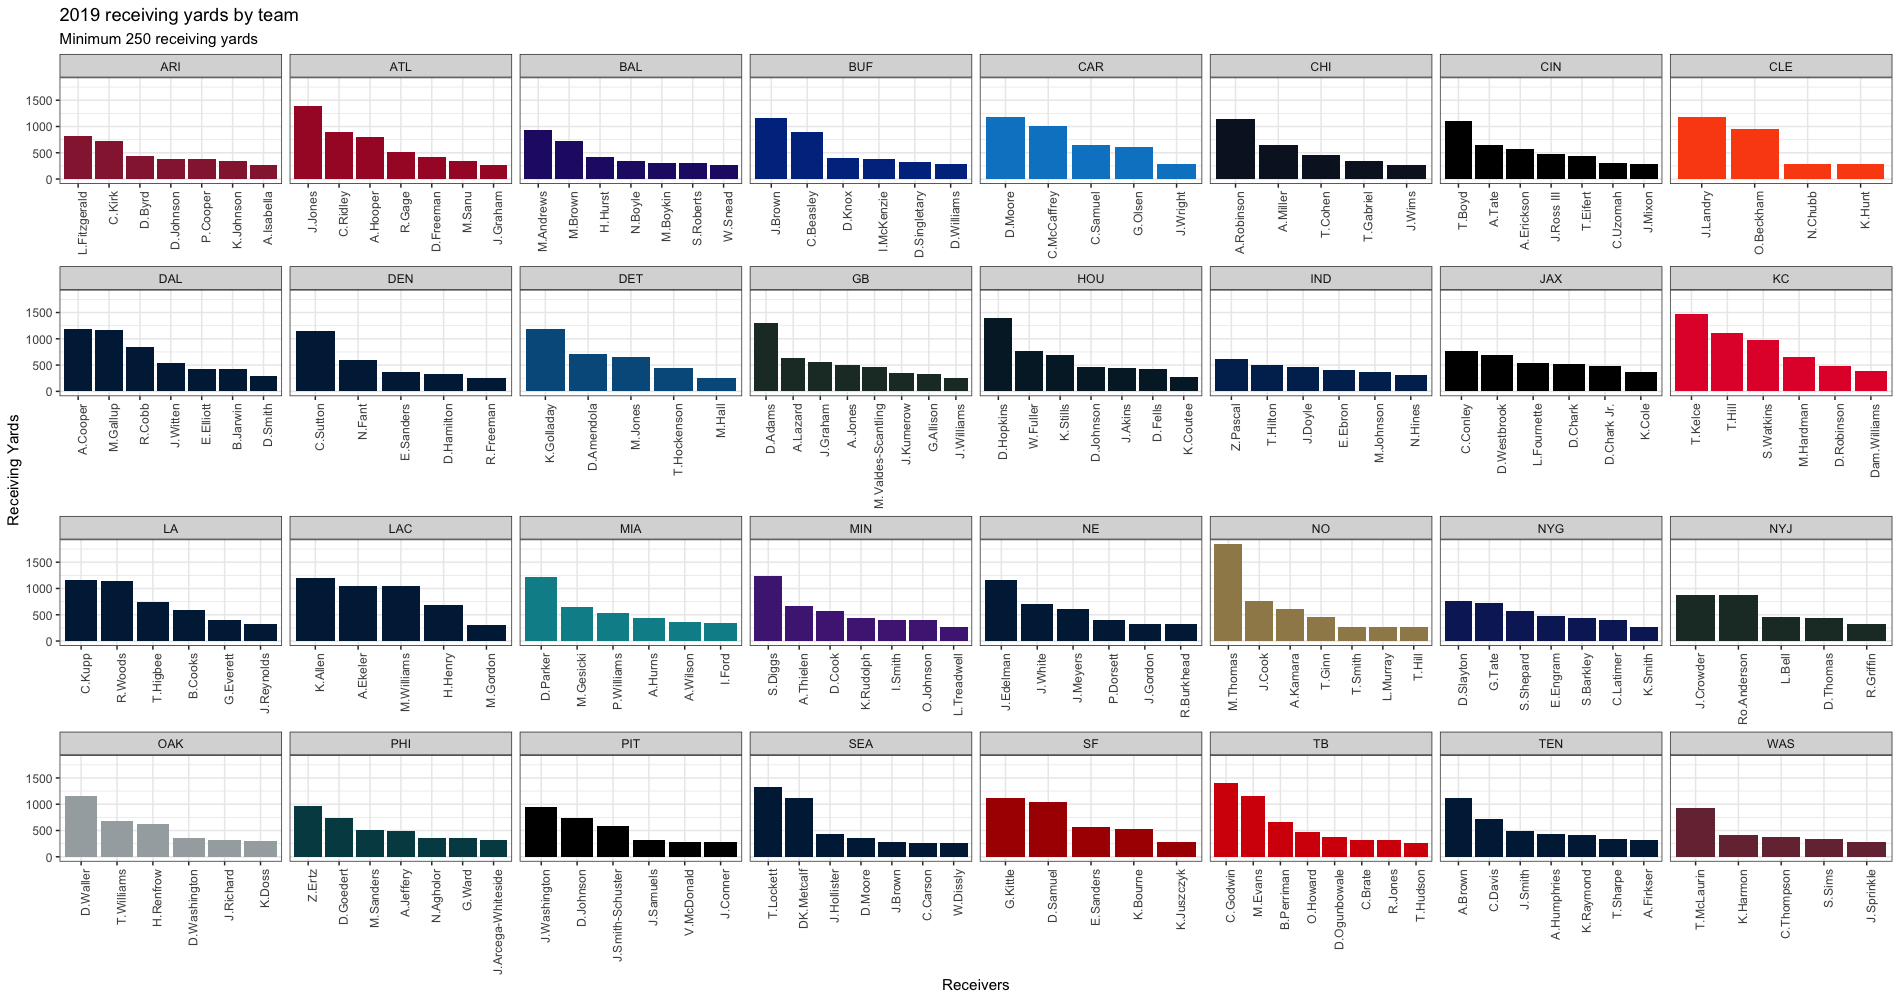 2019 receiving yards by team
Minimum 250 receiving yards
Receiving Yards
ARI ATL BAL BUF CAR CHI CIN CLE
1500
1000
500
0
L.Fitzgerald C.Kirk D.Byrd D.Johnson P.Cooper K.Johnson A.Isabella
J.Jones C.Ridley A.Hooper R.Gage D.Freeman M.Sanu J.Graham
M.Andrews M.Brown H.Hurst N.Boyle M.Boykin S.Roberts W.Snead
J.Brown C.Beasley D.Knox I.McKenzie D.Singletary D.Williams
D.Moore C.McCaffrey C.Samuel G.Olsen J.Wright
A.Robinson A.Miller T.Cohen T.Gabriel J.Wims
T.Boyd A.Tate A.Erickson J.Ross III T.Eifert C.Uzomah J.Mixon
J.Landry O.Beckham N.Chubb K.Hunt
DAL DEN DET GB HOU IND JAX KC
1500
1000
500
0
A.Cooper M.Gallup R.Cobb J.Witten E.Elliott B.Jarwin D.Smith
C.Sutton N.Fant E.Sanders D.Hamilton R.Freeman
K.Golladay D.Amendola M.Jones T.Hockenson M.Hall
D.Adams A.Lazard J.Graham A.Jones M.Valdes-Scantling J.Kumerow G.Allison J.Williams
D.Hopkins W.Fuller K.Stills D.Johnson J.Akins D.Fells K.Coutee
Z.Pascal T.Hilton J.Doyle E.Ebron M.Johnson N.Hines
C.Conley D.Westbrook L.Fournette D.Chark D.Chark Jr. K.Cole
T.Kelce T.Hill S.Watkins M.Hardman D.Robinson Dam.Williams
LA LAC MIA MIN NE NO NYG NYJ
1500
1000
500
0
C.Kupp R.Woods T.Higbee B.Cooks G.Everett J.Reynolds
K.Allen A.Ekeler M.Williams H.Henry M.Gordon
D.Parker M.Gesicki P.Williams A.Hurns A.Wilson I.Ford
S.Diggs A.Thielen D.Cook K.Rudolph I.Smith O.Johnson L.Treadwell
J.Edelman J.White J.Meyers P.Dorsett J.Gordon R.Burkhead
M.Thomas J.Cook A.Kamara T.Ginn T.Smith L.Murray T.Hill
D.Slayton G.Tate S.Shepard E.Engram S.Barkley C.Latimer K.Smith
J.Crowder Ro.Anderson L.Bell D.Thomas R.Griffin
OAK PHI PIT SEA SF TB TEN WAS
1500
1000
500
0
D.Waller T.Williams H.Renfrow D.Washington J.Richard K.Doss
Z.Ertz D.Goedert M.Sanders A.Jeffery N.Agholor G.Ward J.Arcega-Whiteside
J.Washington D.Johnson J.Smith-Schuster J.Samuels V.McDonald J.Conner
T.Lockett DK.Metcalf J.Hollister D.Moore J.Brown C.Carson W.Dissly
G.Kittle D.Samuel E.Sanders K.Bourne K.Juszczyk
C.Godwin M.Evans B.Perriman O.Howard D.Ogunbowale C.Brate R.Jones T.Hudson
A.Brown C.Davis J.Smith A.Humphries K.Raymond T.Sharpe A.Firkser
T.McLaurin K.Harmon C.Thompson S.Sims J.Sprinkle
Receivers